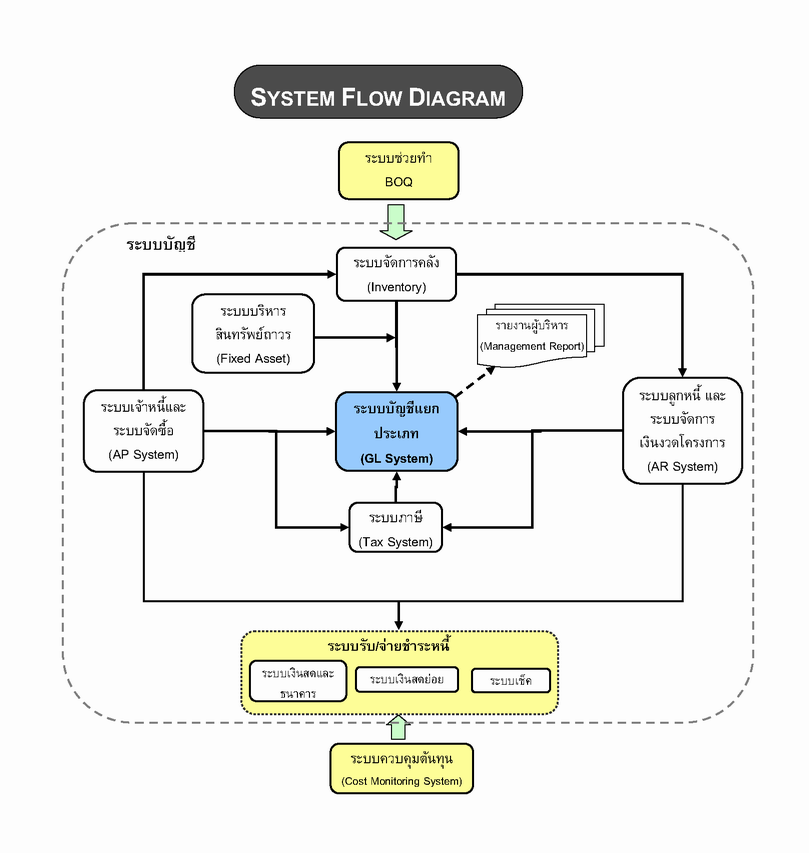 SYSTEM FLOW DIAGRAM
ระบบช่วยทำ
BOQ
ระบบบัญชี
ระบบจัดการคลัง
(Inventory)
ระบบบริหาร
สินทรัพย์ถาวร
(Fixed Asset)
รายงานผู้บริหาร
(Management Report)
ระบบเจ้าหนี้และ
ระบบจัดซื้อ
(AP System)
ระบบบัญชีแยก
ประเภท
(GL System)
ระบบลูกหนี้ และ
ระบบจัดการ
เงินงวดโครงการ
(AR System)
ระบบภาษี
(Tax System)
ระบบรับ/จ่ายชำระหนี้
ระบบเงินสดและ
ธนาคาร
ระบบเงินสดย่อย
ระบบเช็ค
ระบบควบคุมต้นทุน
(Cost Monitoring System)